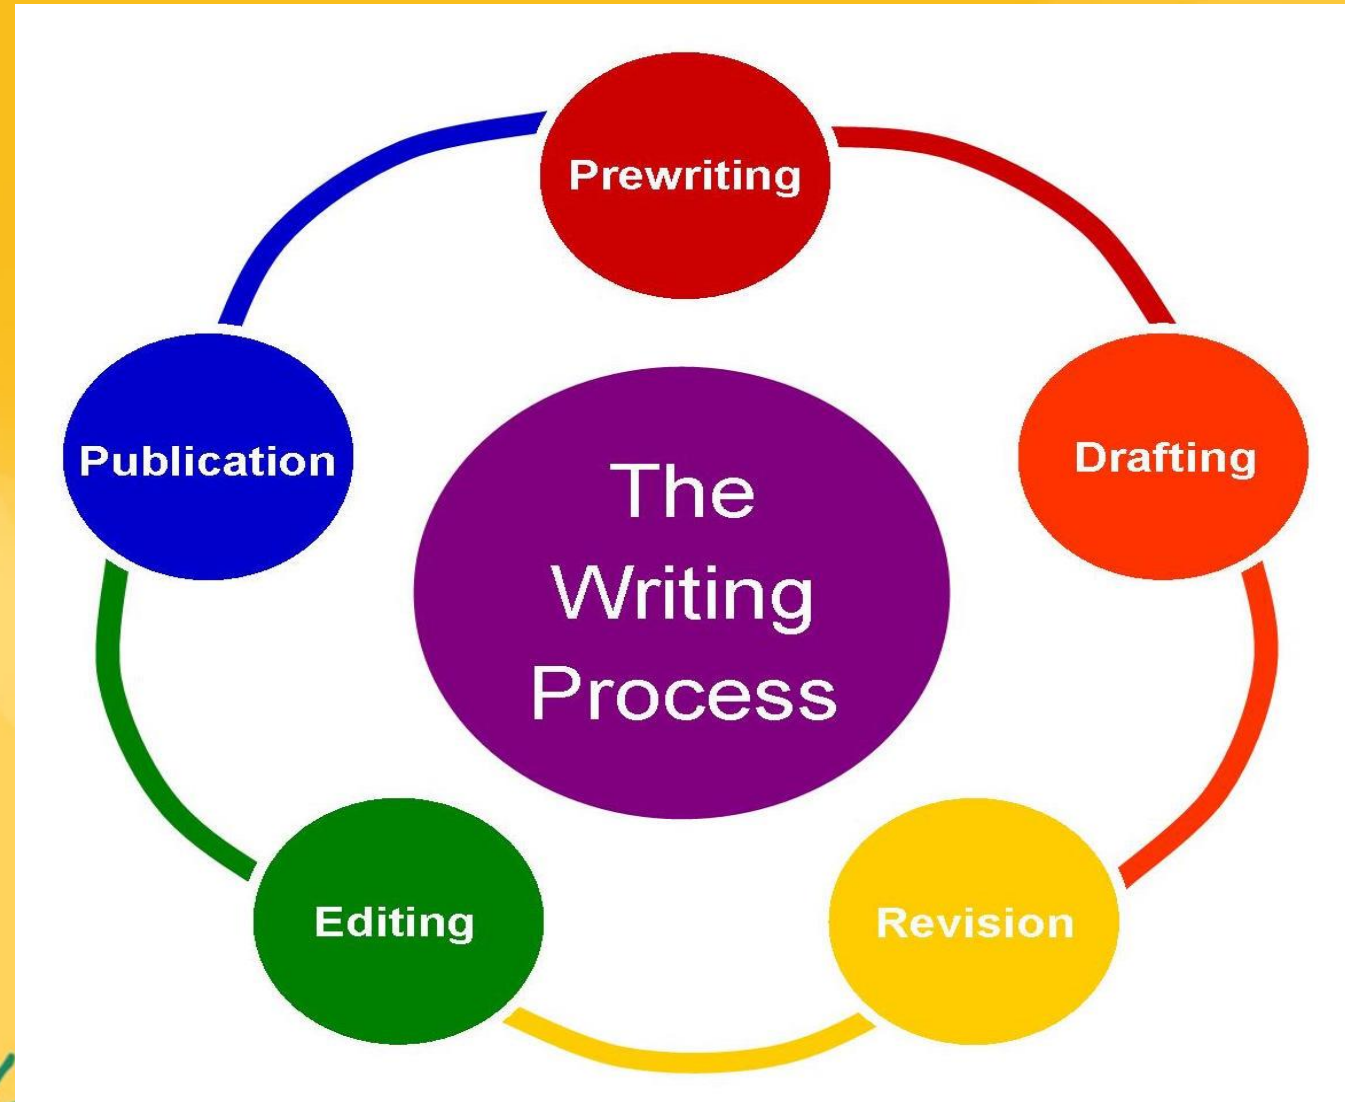 Prewriting
Drafting
Revision
Editing
Publication
The
Writing
Process